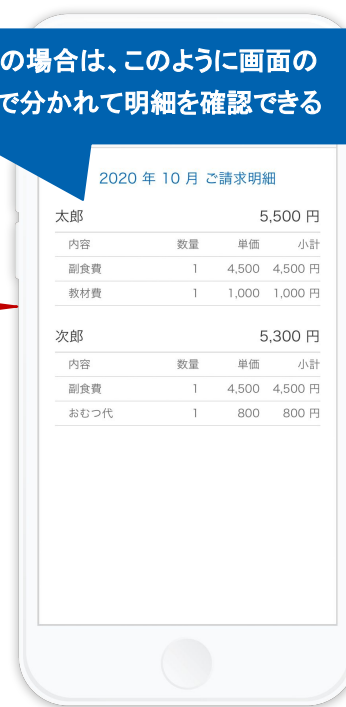 の場合は、このように画面の
で分かれて明細を確認できる
2020 年 10 月 ご請求明細
太郎 5,500 円
内容 数量 単価 小計
副食費 1 4,500 4,500 円
教材費 1 1,000 1,000 円
次郎 5,300 円
内容 数量 単価 小計
副食費 1 4,500 4,500 円
おむつ代 1 800 800 円